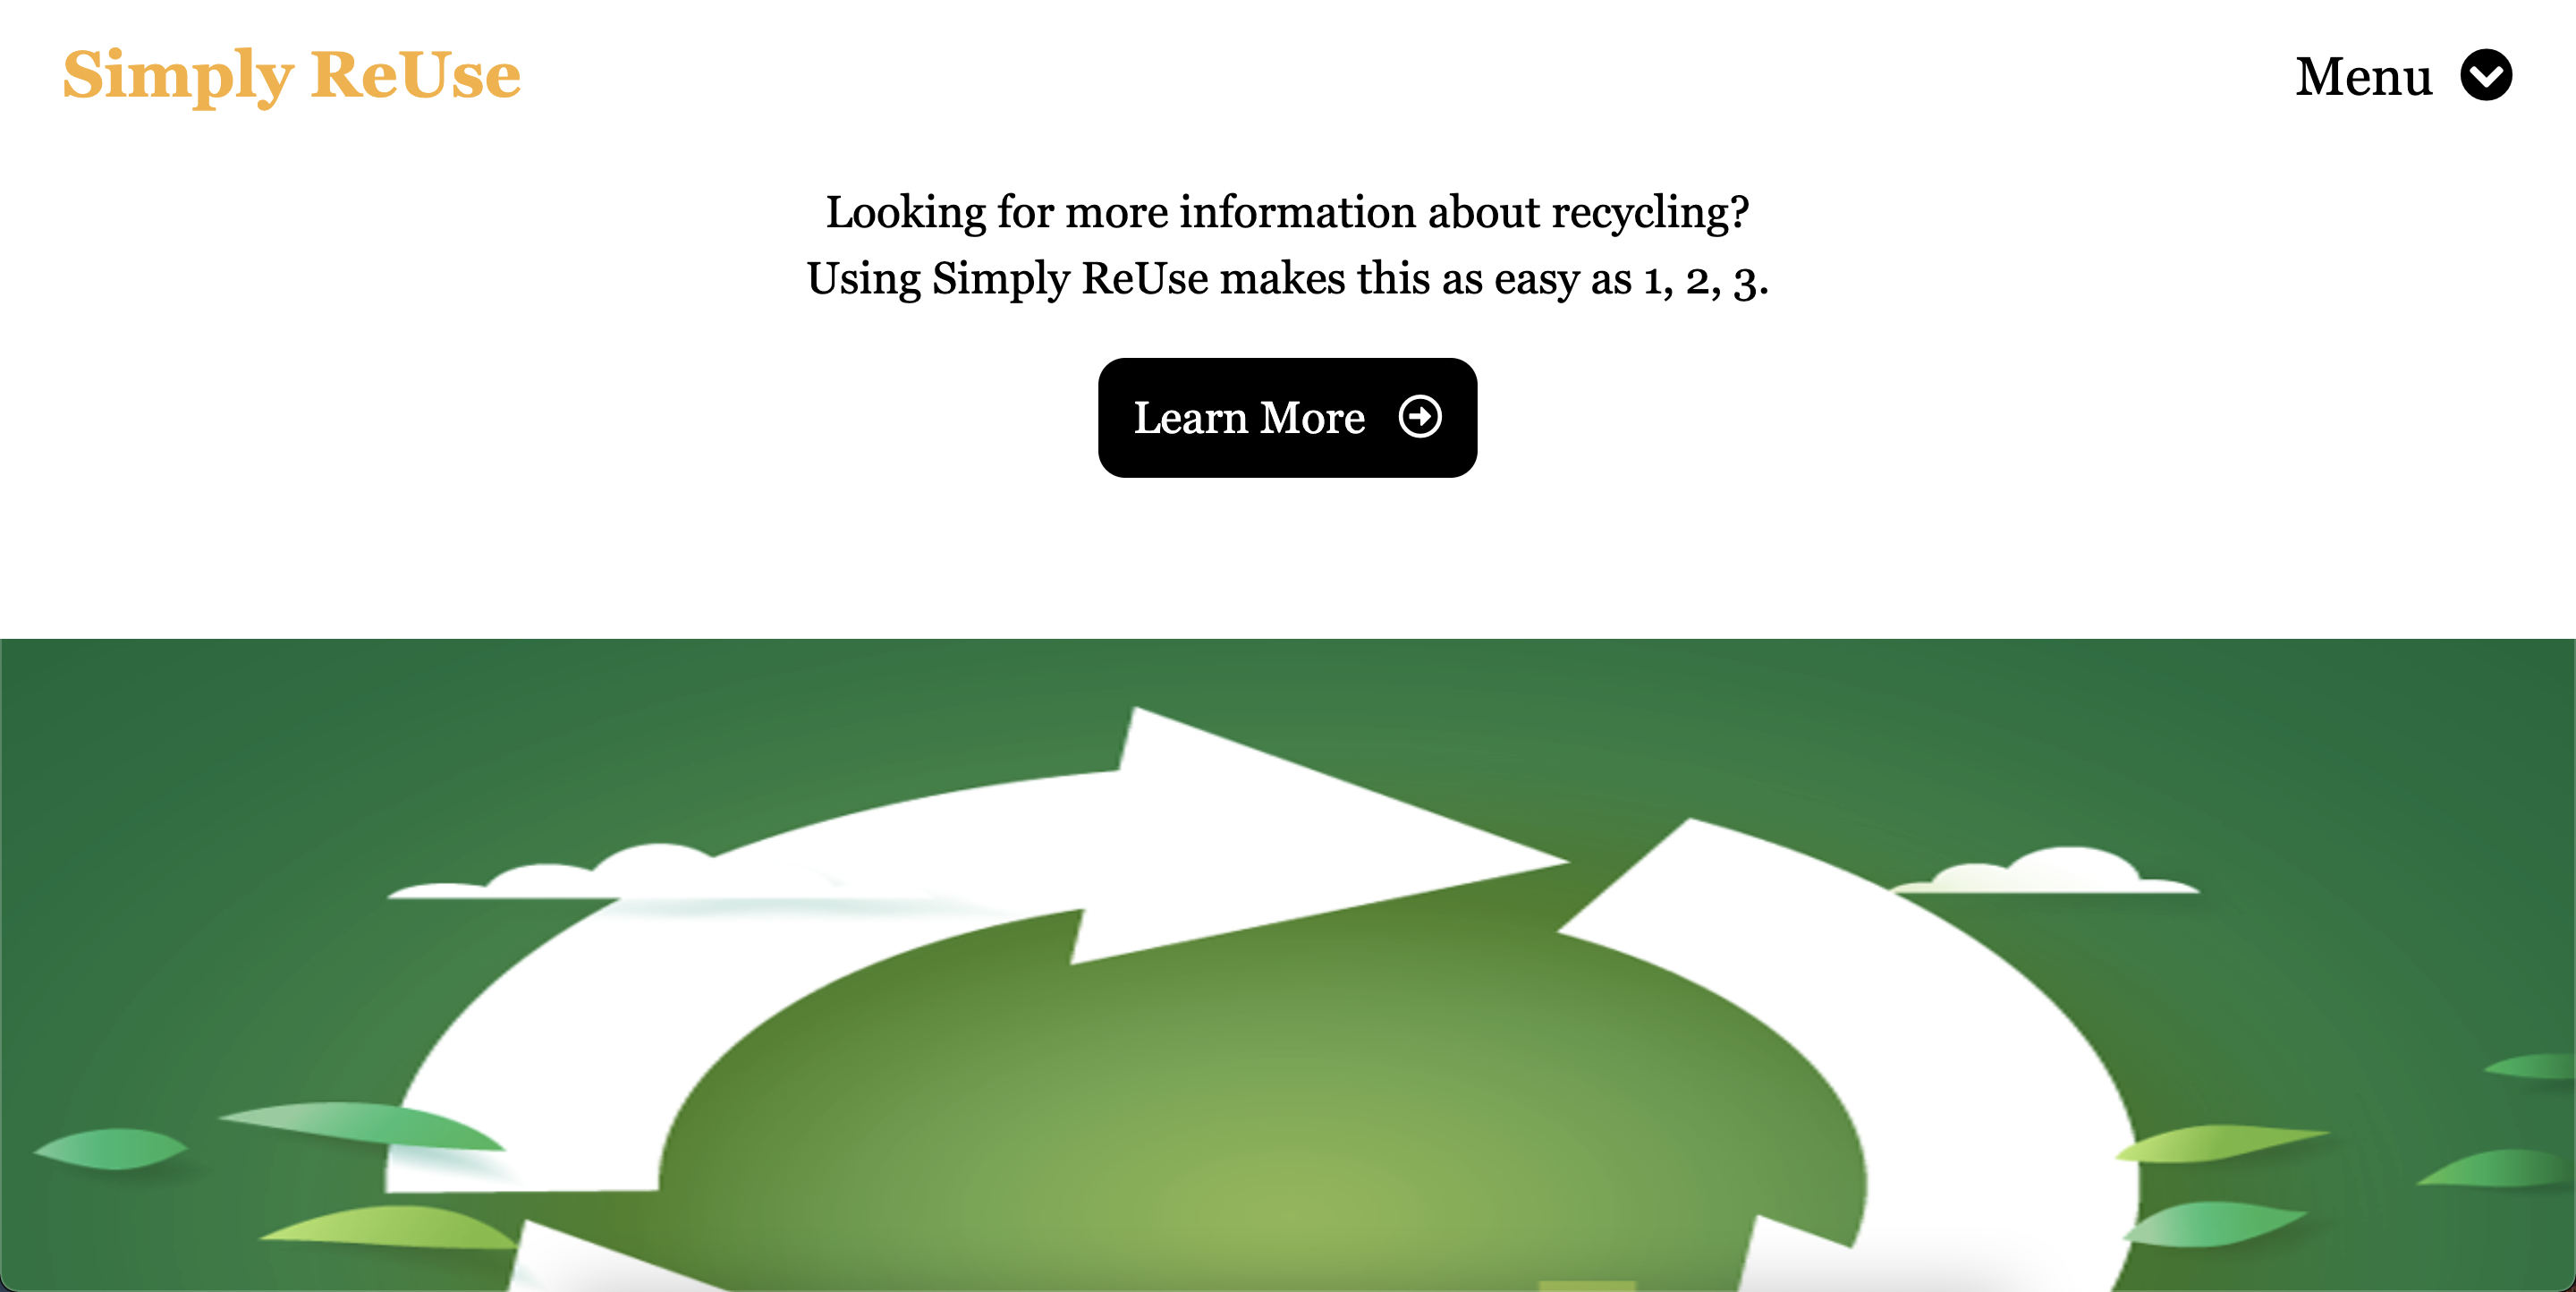 Simply ReUse
Menu
Looking for more information about recycling?
Using Simply ReUse makes this as easy as 1, 2, 3.
Learn More